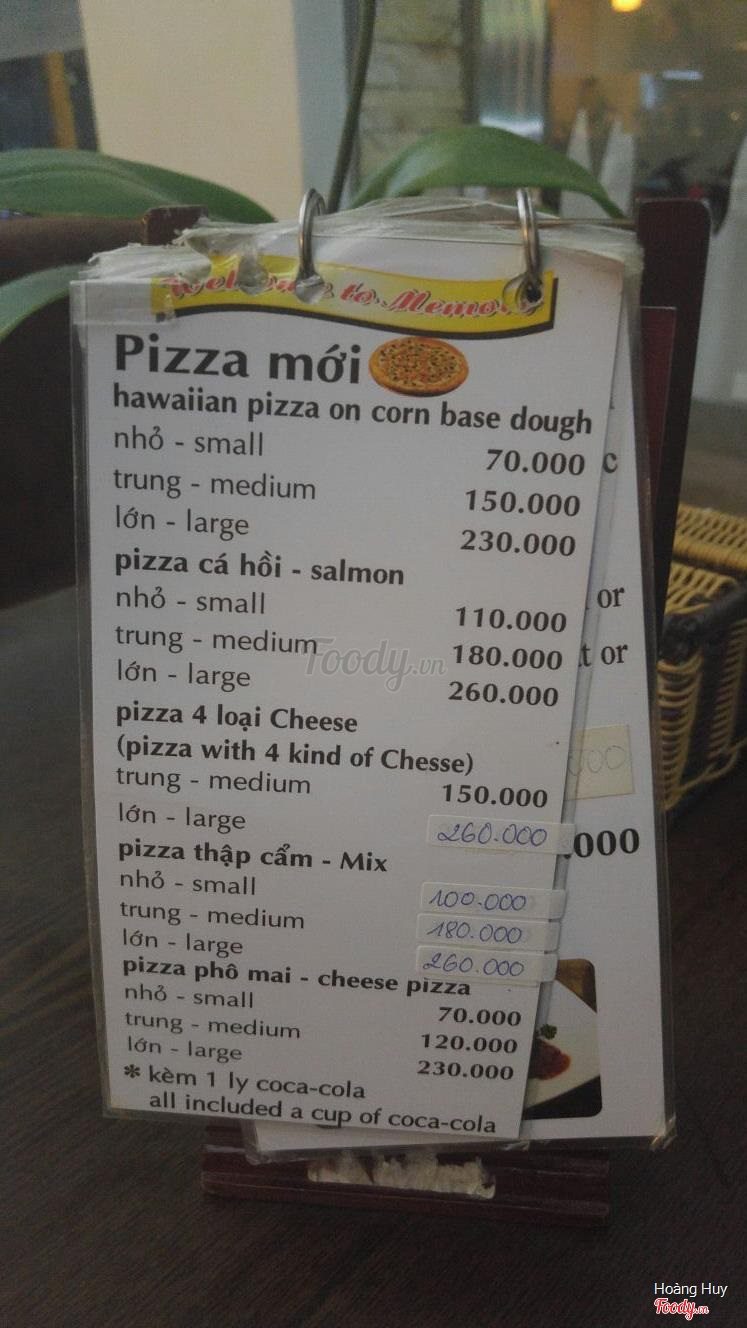 to
Pizza mới
hawaiian pizza on corn base dough
nhỏ - small 70.000
trung - medium 150.000
lớn - large 230.000
pizza cá hồi - salmon
nhỏ - small 110.000
trung - medium 180.000
lớn - large 260.000
pizza 4 loại Cheese
(pizza with 4 kind of Chesse)
trung - medium 150.000
lớn - large 260.000
pizza thập cẩm - Mix
nhỏ - small 100.000
trung - medium 180.000
lớn - large 260.000
pizza phô mai - cheese pizza
nhỏ - small 70.000
trung - medium 120.000
lớn - large 230.000
* kèm 1 ly coca-cola
all included a cup of coca-cola
c
or
t or
000
.000
Foody.vn
Hoàng Huy
Foody.vn